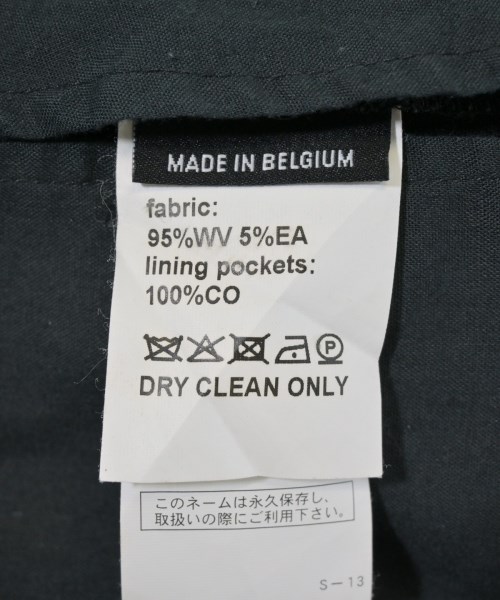 MADE IN BELGIUM
fabric:
95%WV 5%EA
lining pockets:
100%CO
P
DRY CLEAN ONLY
このネームは永久保存し、
取扱いの際にご利用下さい。
S-13